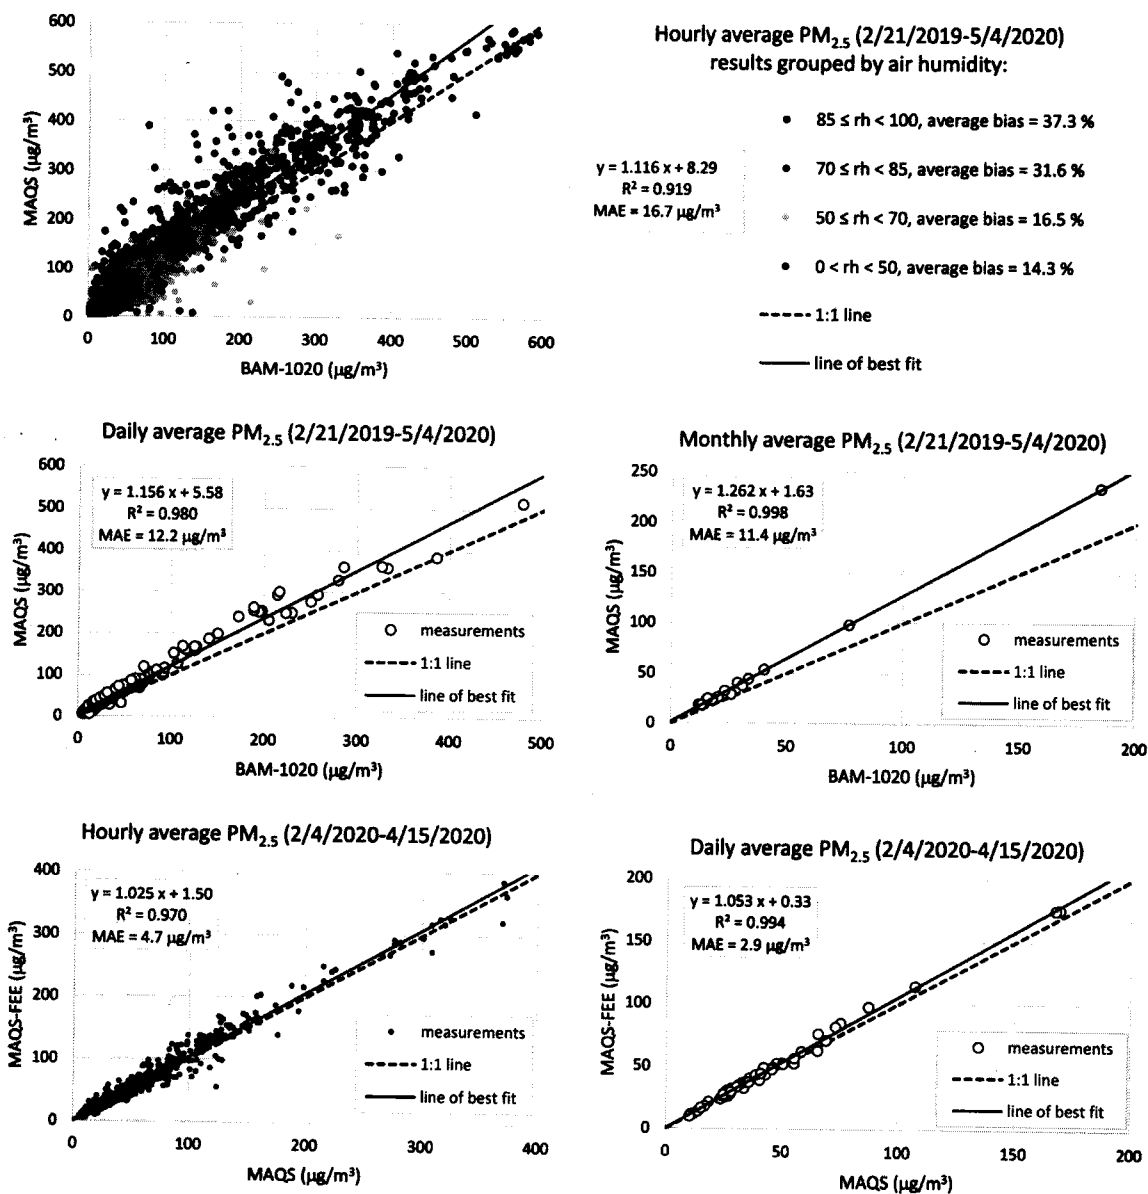 Hourly average PM2.5 (2/21/2019-5/4/2020)
results grouped by air humidity:
600
500
400
300
200
100
0
MAQS (µg/m³)
0 100 200 300 400 500 600
BAM-1020 (µg/m³)
y = 1.116 x + 8.29
R² = 0.919
MAE = 16.7 µg/m³
85 ≤ rh < 100, average bias = 37.3 %
70 ≤ rh < 85, average bias = 31.6 %
50 ≤ rh < 70, average bias = 16.5 %
0 < rh < 50, average bias = 14.3 %
1:1 line
line of best fit
Daily average PM2.5 (2/21/2019-5/4/2020)
600
500
400
300
200
100
0
MAQS (µg/m³)
y = 1.156 x + 5.58
R² = 0.980
MAE = 12.2 µg/m³
measurements
1:1 line
line of best fit
0 100 200 300 400 500
BAM-1020 (µg/m³)
Monthly average PM2.5 (2/21/2019-5/4/2020)
250
200
150
100
50
0
MAQS (µg/m³)
y = 1.262 x + 1.63
R² = 0.998
MAE = 11.4 µg/m³
measurements
1:1 line
line of best fit
0 50 100 150 200
BAM-1020 (µg/m³)
Hourly average PM2.5 (2/4/2020-4/15/2020)
400
300
200
100
0
MAQS-FEE (µg/m³)
y = 1.025 x + 1.50
R² = 0.970
MAE = 4.7 µg/m³
measurements
1:1 line
line of best fit
0 100 200 300 400
MAQS (µg/m³)
Daily average PM2.5 (2/4/2020-4/15/2020)
200
150
100
50
0
MAQS-FEE (µg/m³)
y = 1.053 x + 0.33
R² = 0.994
MAE = 2.9 µg/m³
measurements
1:1 line
line of best fit
0 50 100 150 200
MAQS (µg/m³)